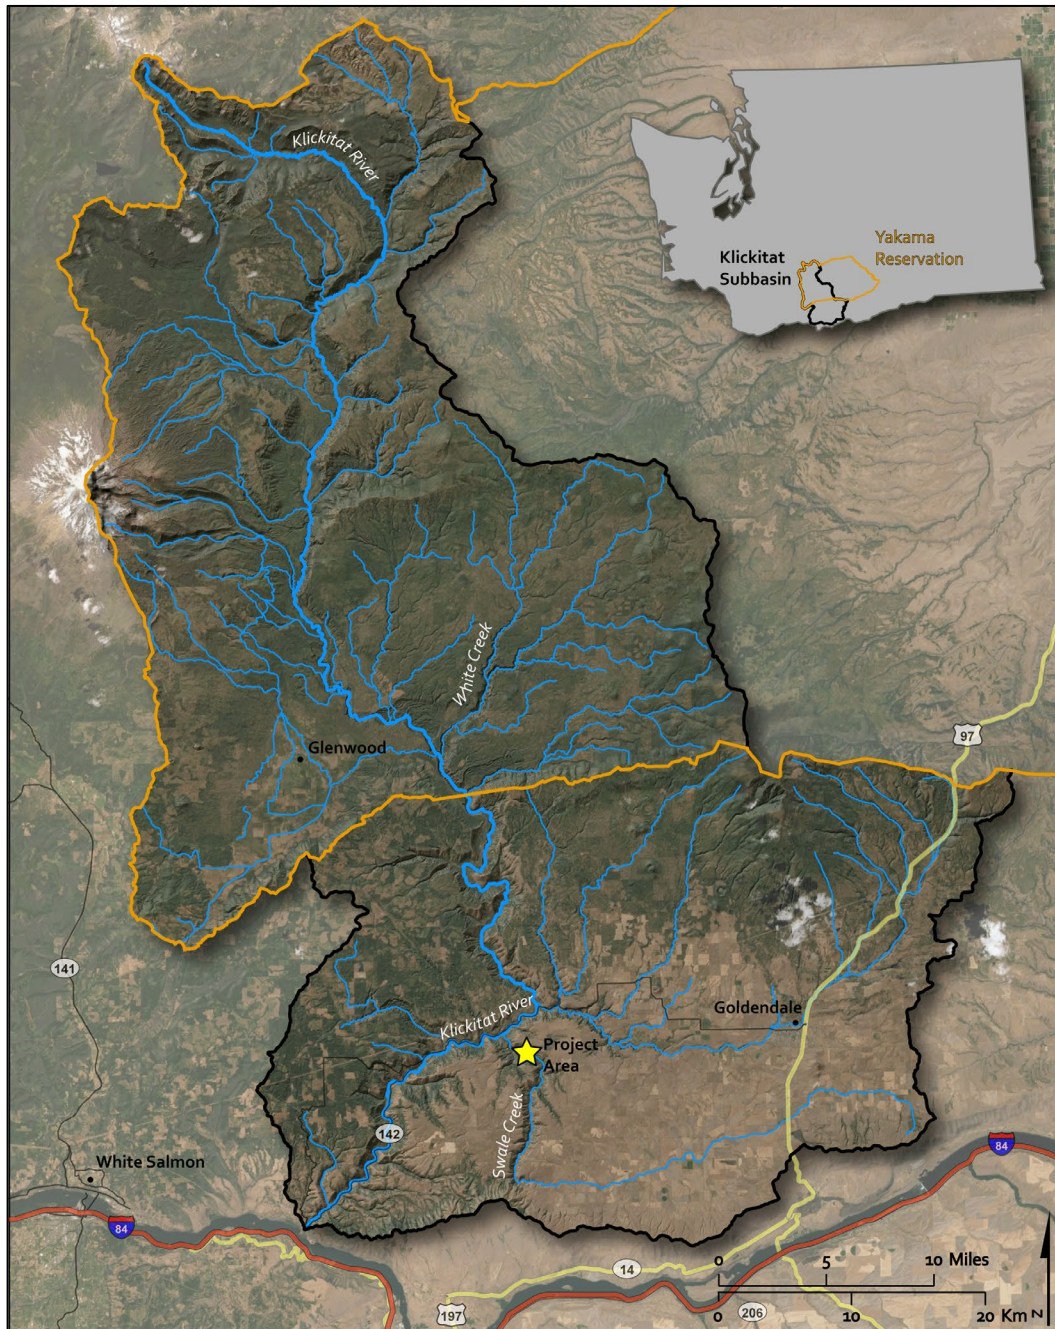 Klickitat River
Klickitat
Subbasin
Yakama
Reservation
White Creek
Glenwood
97
141
Klickitat River
Goldendale
Project
Area
Swale Creek
142
White Salmon
84
84
14
197
206
0 5 10 Miles
0 10 20 Km
N